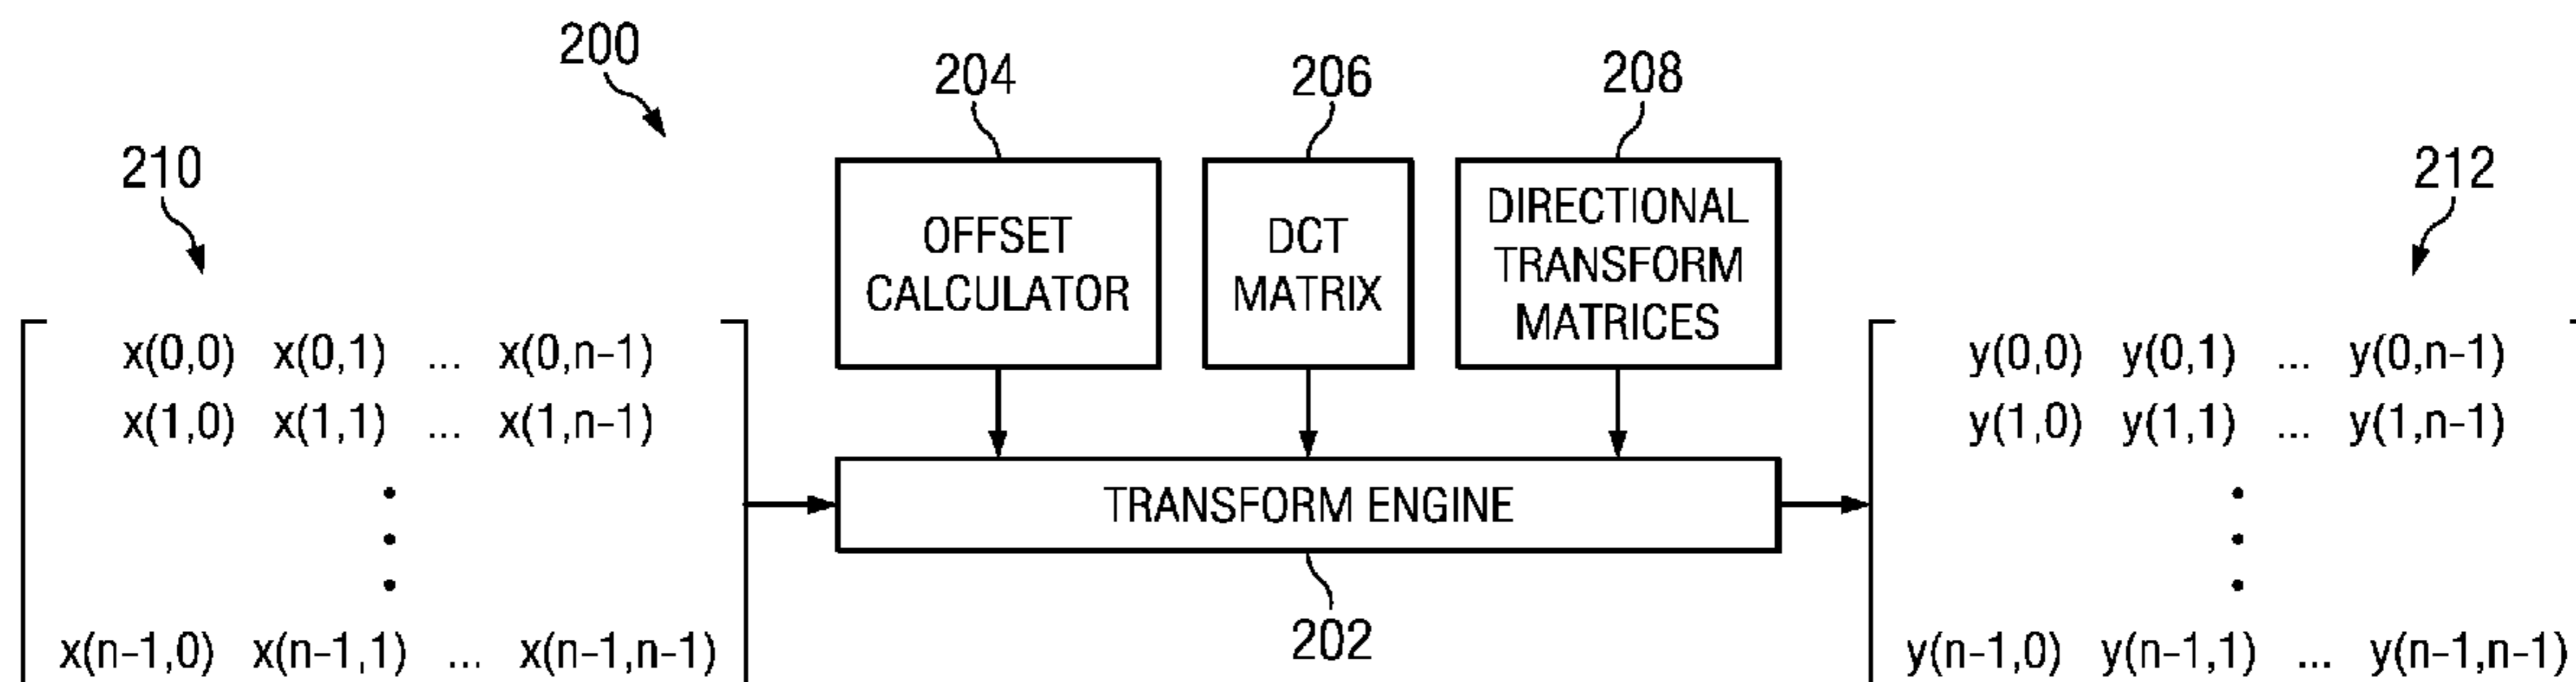 200
204
206
208
210
212
OFFSET
CALCULATOR
DCT
MATRIX
DIRECTIONAL
TRANSFORM
MATRICES
x(0,0) x(0,1) ... x(0,n-1)
x(1,0) x(1,1) ... x(1,n-1)
x(n-1,0) x(n-1,1) ... x(n-1,n-1)
TRANSFORM ENGINE
202
y(0,0) y(0,1) ... y(0,n-1)
y(1,0) y(1,1) ... y(1,n-1)
y(n-1,0) y(n-1,1) ... y(n-1,n-1)